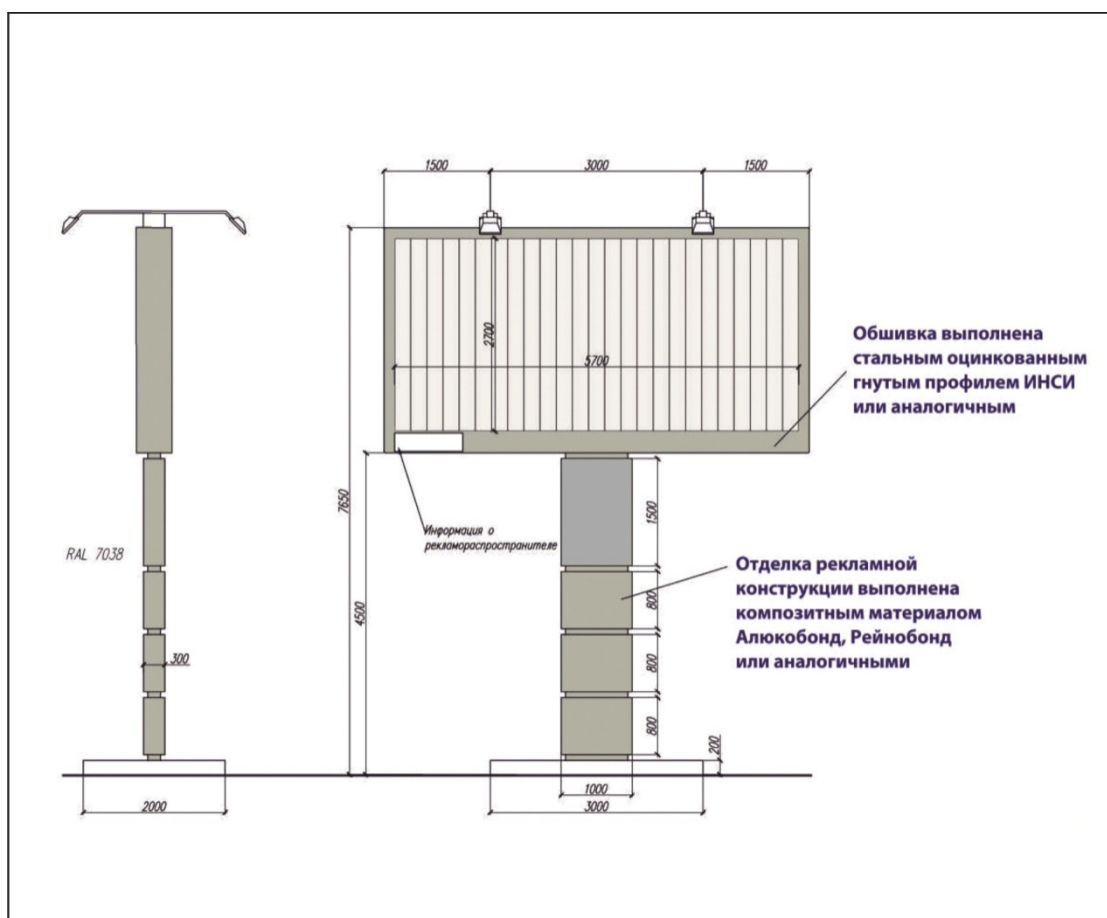 1500
3000
1500
2700
5700
Обшивка выполнена
стальным оцинкованным
гнутым профилем ИНСИ
или аналогичным
7650
Информация о
рекламораспространителе
1500
RAL 7038
4500
Отделка рекламной
конструкции выполнена
композитным материалом
Алюкобонд, Рейнобонд
или аналогичными
800
300
800
800
200
2000
1000
3000